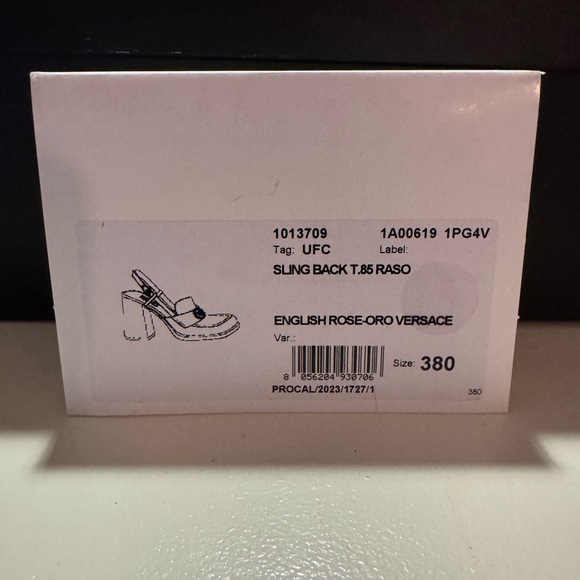 1013709 1A00619 1PG4V
Tag: UFC Label:
SLING BACK T.85 RASO
ENGLISH ROSE-ORO VERSACE
Var.:
Size: 380
8 056204 930706
PROCAL/2023/1727/1
380